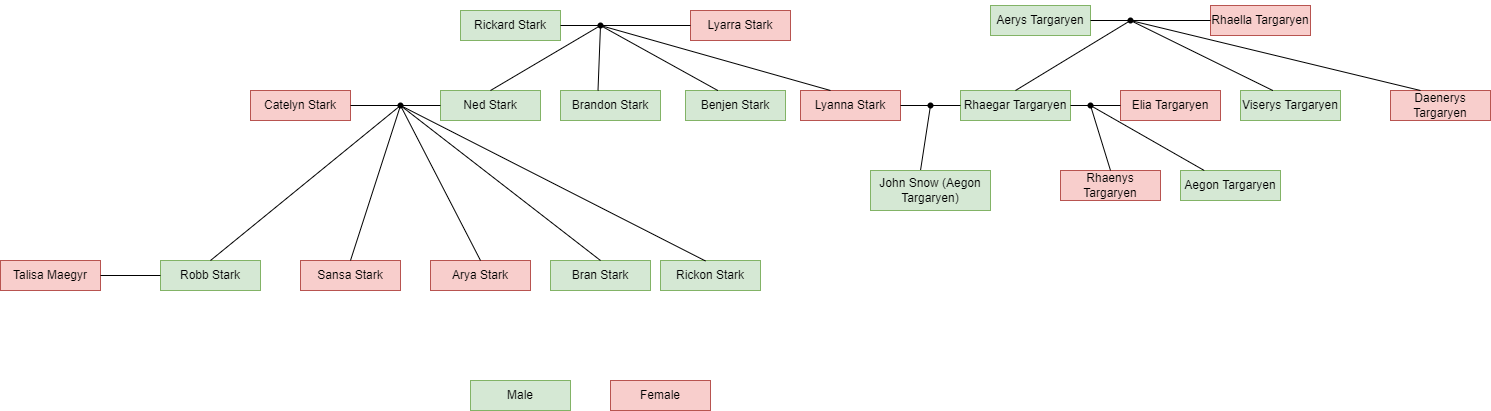 Rickard Stark
Lyarra Stark
Aerys Targaryen
Rhaella Targaryen
Catelyn Stark
Ned Stark
Brandon Stark
Benjen Stark
Lyanna Stark
Rhaegar Targaryen
Elia Targaryen
Viserys Targaryen
Daenerys
Targaryen
John Snow (Aegon
Targaryen)
Rhaenys
Targaryen
Aegon Targaryen
Talisa Maegyr
Robb Stark
Sansa Stark
Arya Stark
Bran Stark
Rickon Stark
Male
Female